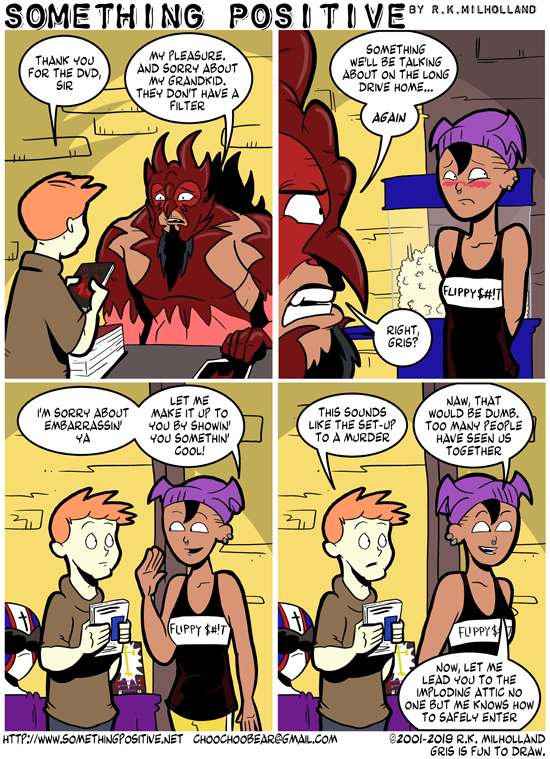 SOMETHING POSITIVE BY R.K.MILHOLLAND
THANK YOU
FOR THE DVD,
SIR
MY PLEASURE.
AND SORRY ABOUT
MY GRANDKID.
THEY DON'T HAVE A
FILTER
SOMETHING
WE'LL BE TALKING
ABOUT ON THE LONG
DRIVE HOME...
AGAIN
FLIPPY $#!T
RIGHT,
GRIS?
I'M SORRY ABOUT
EMBARRASSIN'
YA
LET ME
MAKE IT UP TO
YOU BY SHOWIN'
YOU SOMETHIN'
COOL!
FLIPPY $#!T
THIS SOUNDS
LIKE THE SET-UP
TO A MURDER
NAW, THAT
WOULD BE DUMB.
TOO MANY PEOPLE
HAVE SEEN US
TOGETHER
FLIPPY $#!T
NOW, LET ME
LEAD YOU TO THE
IMPLODING ATTIC NO
ONE BUT ME KNOWS HOW
TO SAFELY ENTER
HTTP://WWW.SOMETHINGPOSITIVE.NET CHOOCHOOBEAR@GMAIL.COM ©2001-2019 R.K. MILHOLLAND
GRIS IS FUN TO DRAW.